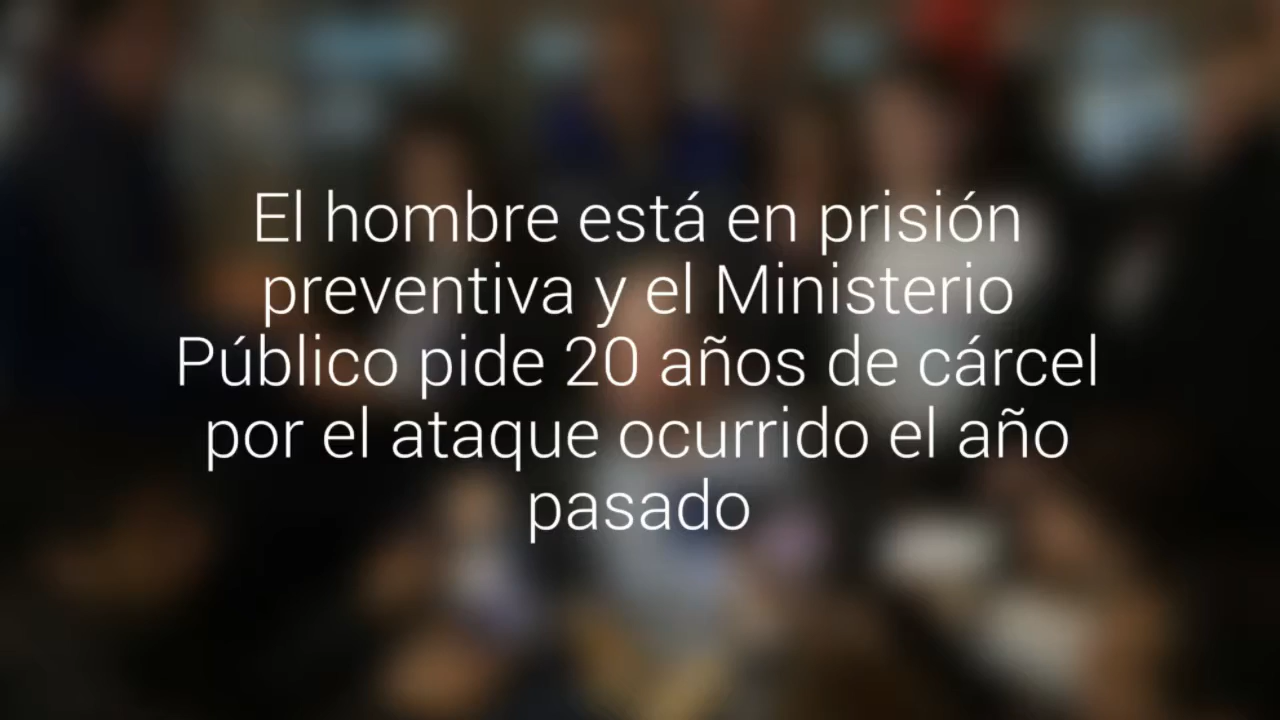 El hombre está en prisión
preventiva y el Ministerio
Público pide 20 años de cárcel
por el ataque ocurrido el año
pasado